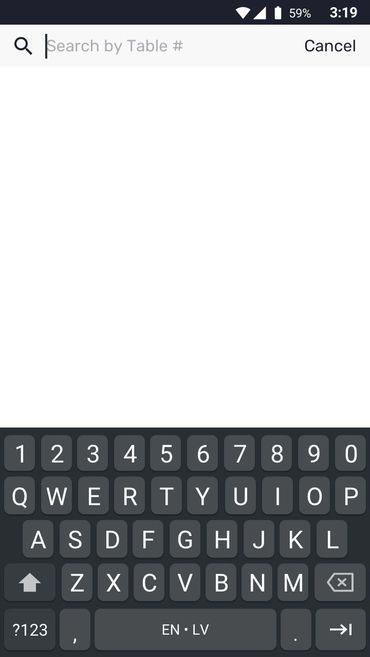 59% 3:19
Search by Table # Cancel
1 2 3 4 5 6 7 8 9 0
Q W E R T Y U I O P
A S D F G H J K L
Z X C V B N M
?123 , EN • LV .